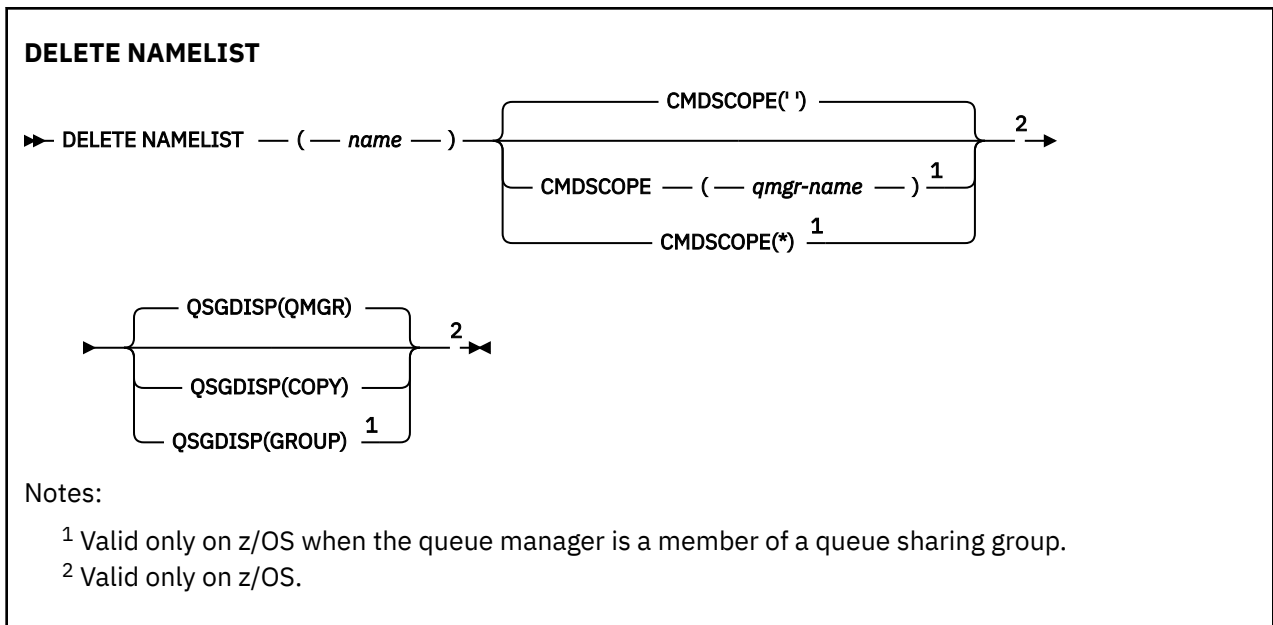 DELETE NAMELIST
CMDSCOPE(' ')
DELETE NAMELIST ( name ) 2
CMDSCOPE ( qmgr-name ) 1
CMDSCOPE(*) 1
QSGDISP(QMGR)
2
QSGDISP(COPY)
QSGDISP(GROUP) 1
Notes:
1 Valid only on z/OS when the queue manager is a member of a queue sharing group.
2 Valid only on z/OS.